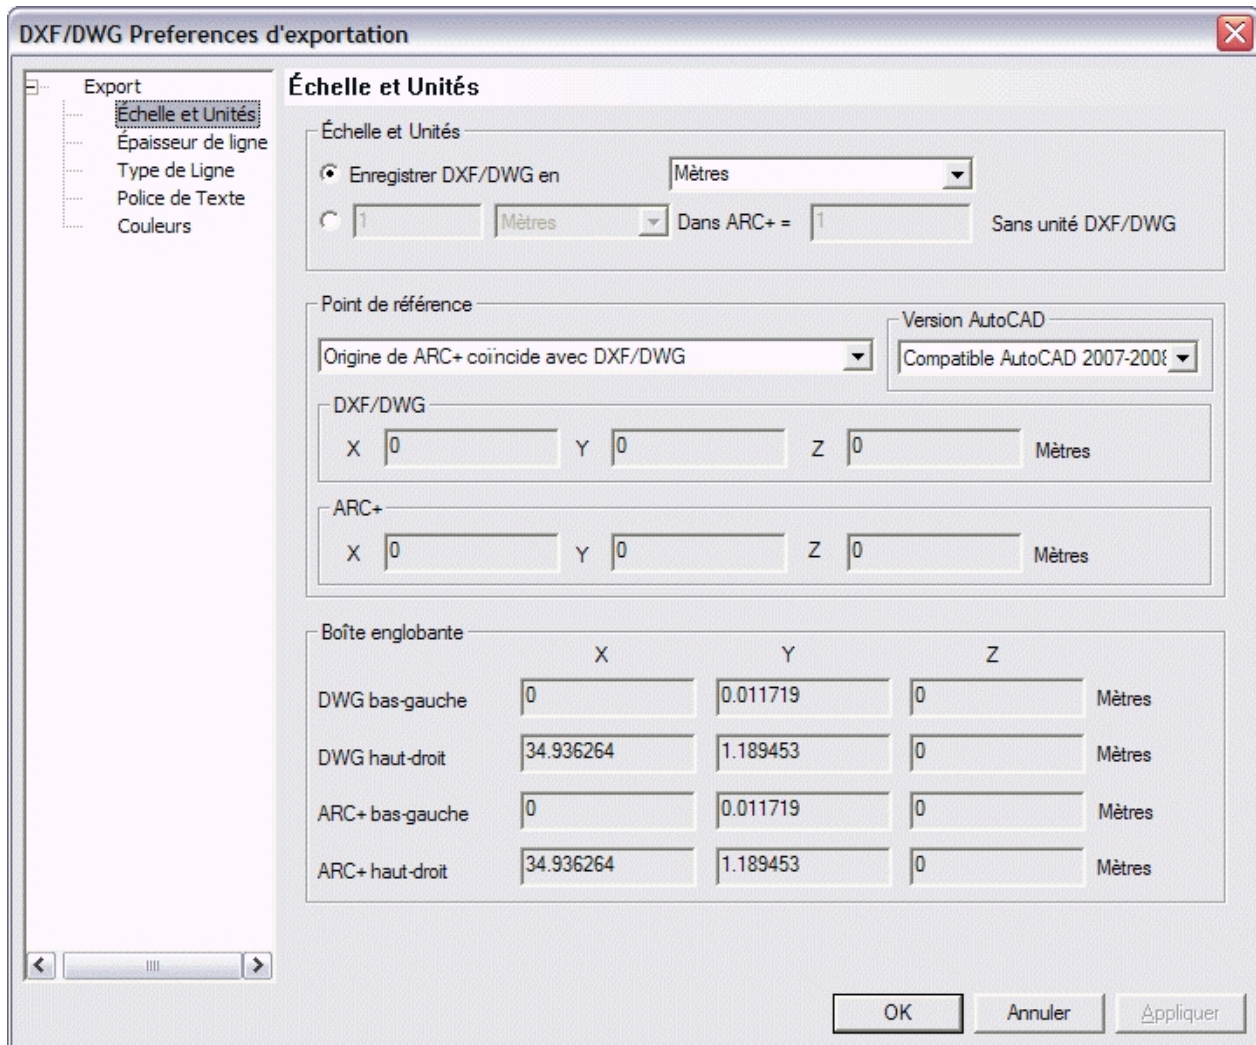 DXF/DWG Preferences d'exportation
Export
Échelle et Unités
Épaisseur de ligne
Type de Ligne
Police de Texte
Couleurs
Échelle et Unités
Échelle et Unités
Enregistrer DXF/DWG en Mètres
1 Mètres Dans ARC+ = 1 Sans unité DXF/DWG
Point de référence
Origine de ARC+ coïncide avec DXF/DWG
Version AutoCAD
Compatible AutoCAD 2007-2008
DXF/DWG
X 0 Y 0 Z 0 Mètres
ARC+
X 0 Y 0 Z 0 Mètres
Boîte englobante
X Y Z
DWG bas-gauche 0 0.011719 0 Mètres
DWG haut-droit 34.936264 1.189453 0 Mètres
ARC+ bas-gauche 0 0.011719 0 Mètres
ARC+ haut-droit 34.936264 1.189453 0 Mètres
OK Annuler Appliquer